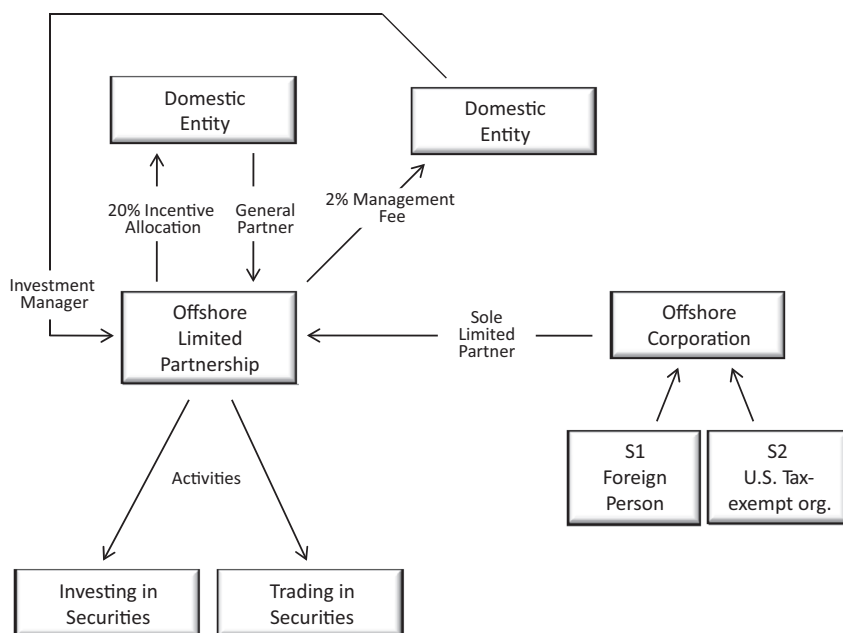 Domestic
Entity
Domestic
Entity
20% Incentive
Allocation
General
Partner
2% Management
Fee
Investment
Manager
Offshore
Limited
Partnership
Sole
Limited
Partner
Offshore
Corporation
S1
Foreign
Person
S2
U.S. Tax-
exempt org.
Activities
Investing in
Securities
Trading in
Securities